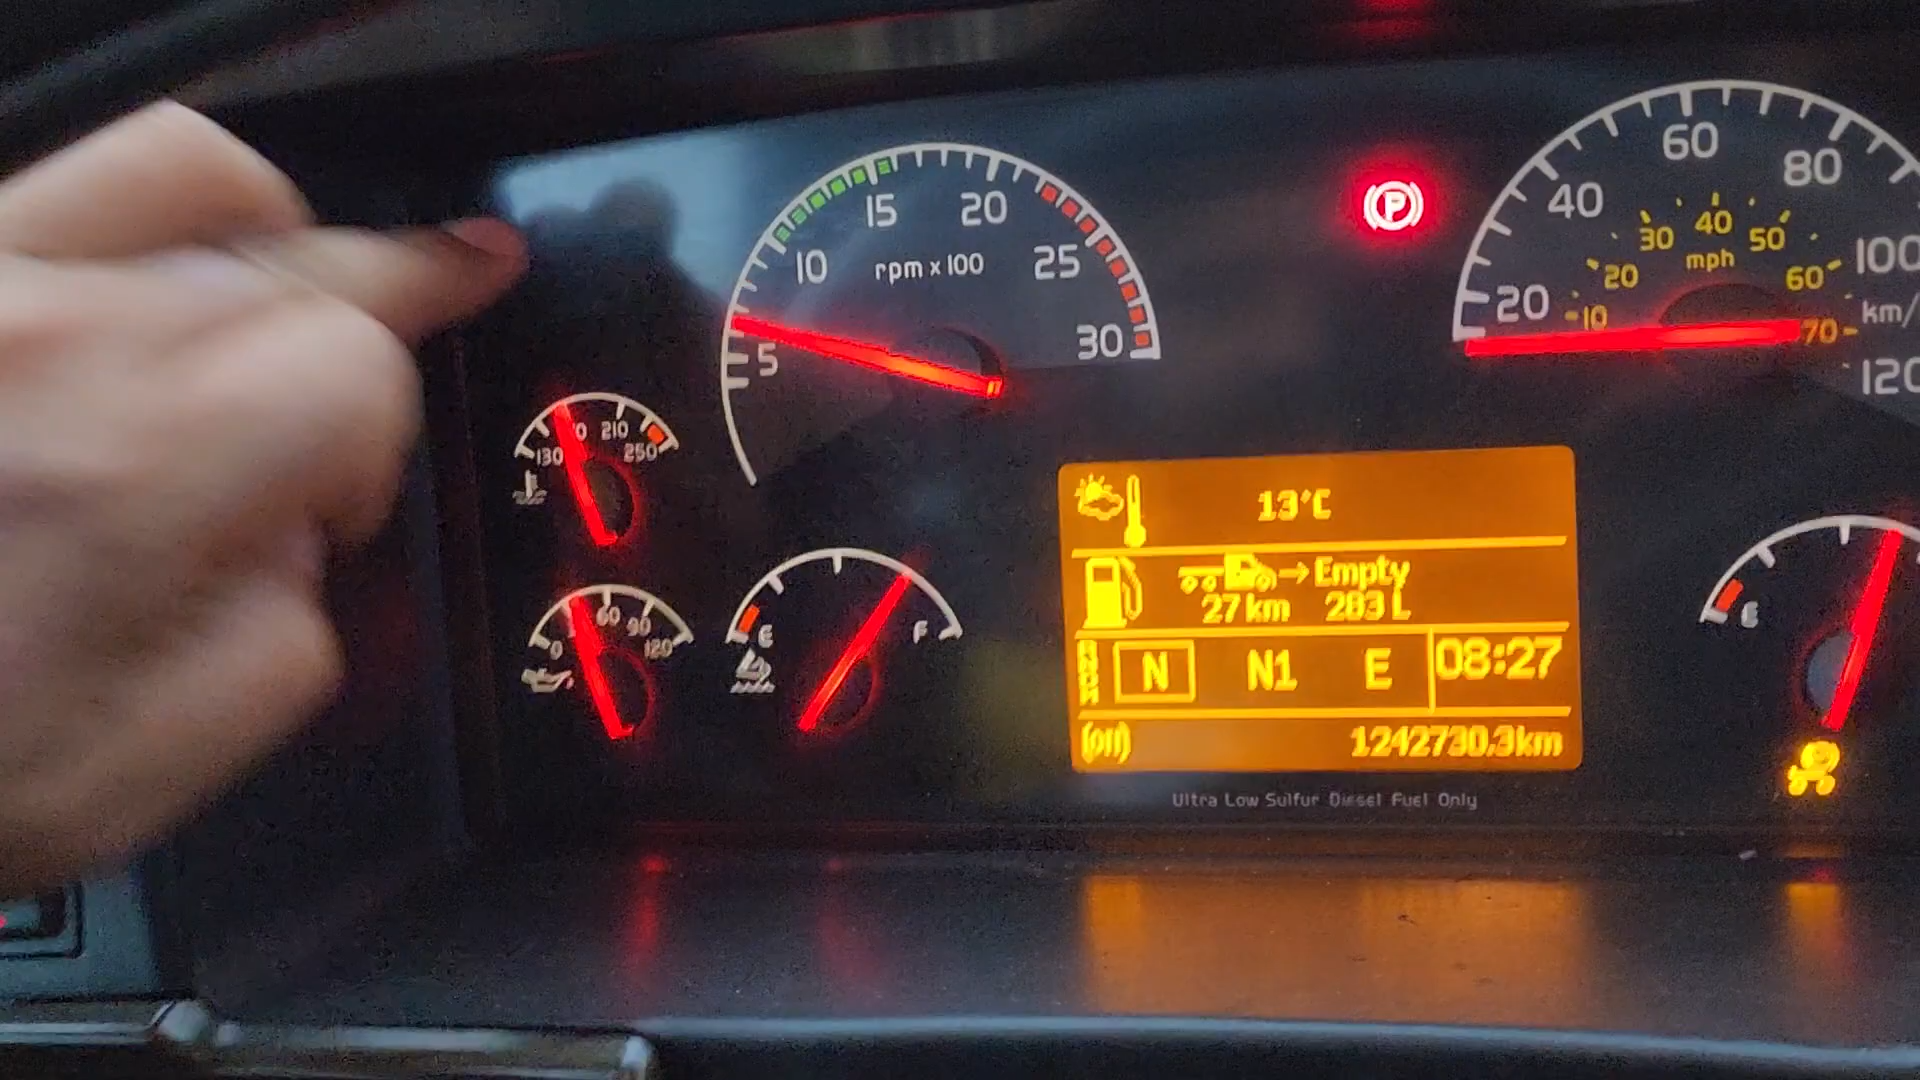 15 20
10 rpm x 100 25
5 30
P
60
40 80
30 40 50
20 mph 60 100
20 10 70 km/
120
210
130 250
60 90
0 120
E F
13°C
Empty
27 km 283 L
N N1 E 08:27
1242730.3km
E
Ultra Low Sulfur Diesel Fuel Only